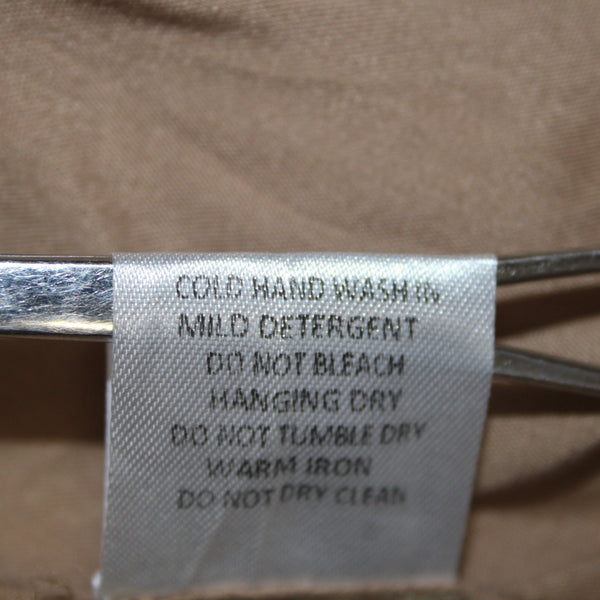 COLD HAND WASH IN
MILD DETERGENT
DO NOT BLEACH
HANGING DRY
DO NOT TUMBLE DRY
WARM IRON
DO NOT DRY CLEAN